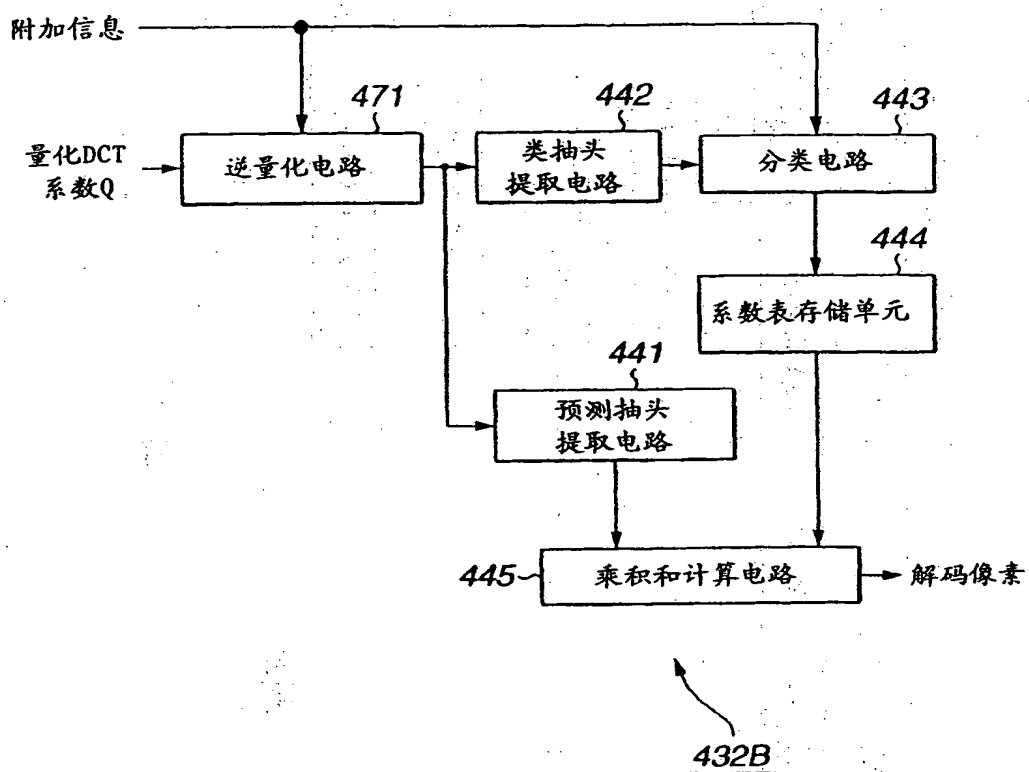 附加信息
471
442
443
量化DCT
系数Q
逆量化电路
类抽头
提取电路
分类电路
444
系数表存储单元
441
预测抽头
提取电路
445
乘积和计算电路
解码像素
432B